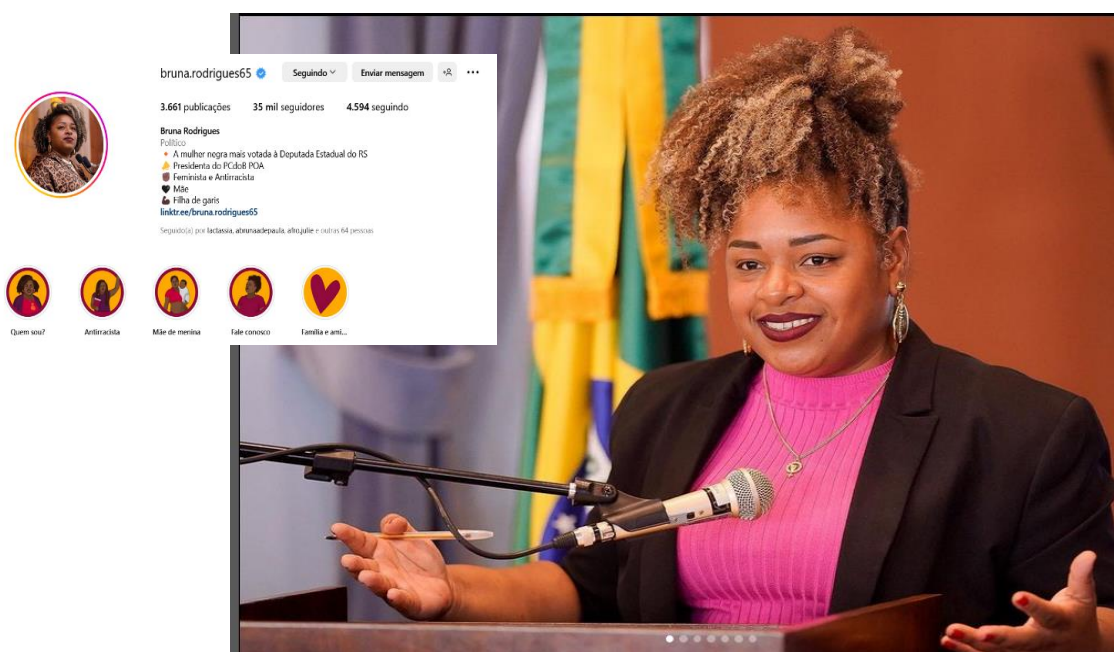 bruna.rodrigues65 Seguindo Enviar mensagem
3.661 publicações 35 mil seguidores 4.594 seguindo
Bruna Rodrigues
Político
A mulher negra mais votada à Deputada Estadual do RS
Presidenta do PCdoB POA
Feminista e Antirracista
Mãe
Filha de garis
linktr.ee/bruna.rodrigues65
Seguido(a) por laclassia, abrunaadepaula, afro.julie e outras 64 pessoas
Quem sou? Antirracista Mãe de menina Fale conosco Família e ami...